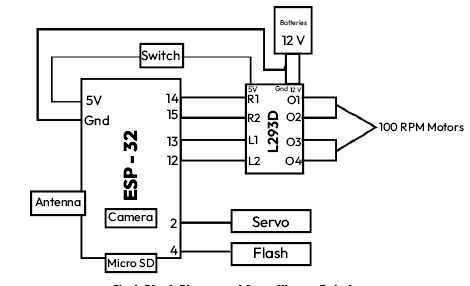 Batteries
12 V
Switch
5V
Gnd
14
15
13
12
2
4
ESP - 32
5V
Gnd
12 V
R1
R2
L1
L2
L293D
O1
O2
O3
O4
100 RPM Motors
Antenna
Camera
Micro SD
Servo
Flash